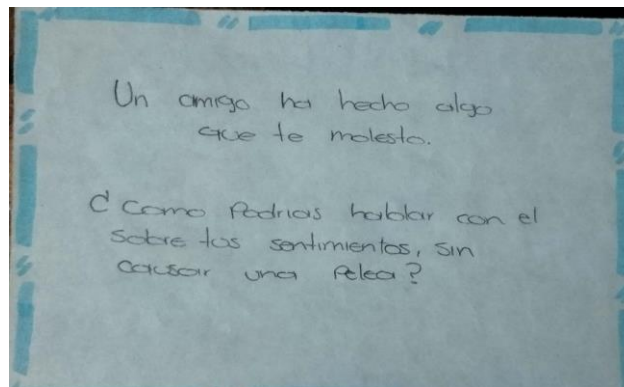 Un amigo ha hecho algo
que te molesto.
¿Como Podrias hablar con el
sobre tus sentimientos, sin
causar una Pelea?